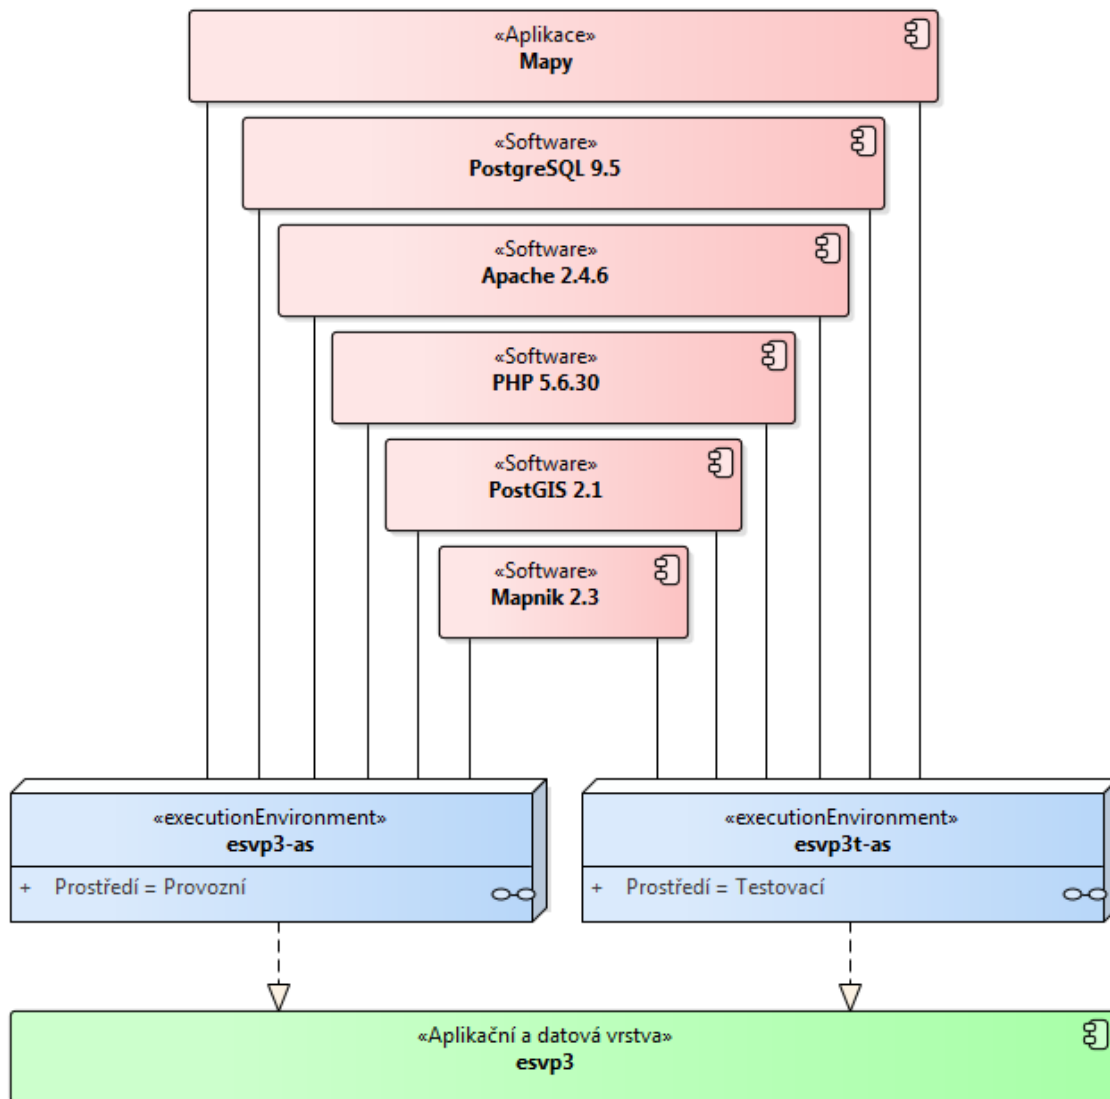 «Aplikace»
Mapy
«Software»
PostgreSQL 9.5
«Software»
Apache 2.4.6
«Software»
PHP 5.6.30
«Software»
PostGIS 2.1
«Software»
Mapnik 2.3
«executionEnvironment»
esvp3-as
+ Prostředí = Provozní
«executionEnvironment»
esvp3t-as
+ Prostředí = Testovací
«Aplikační a datová vrstva»
esvp3